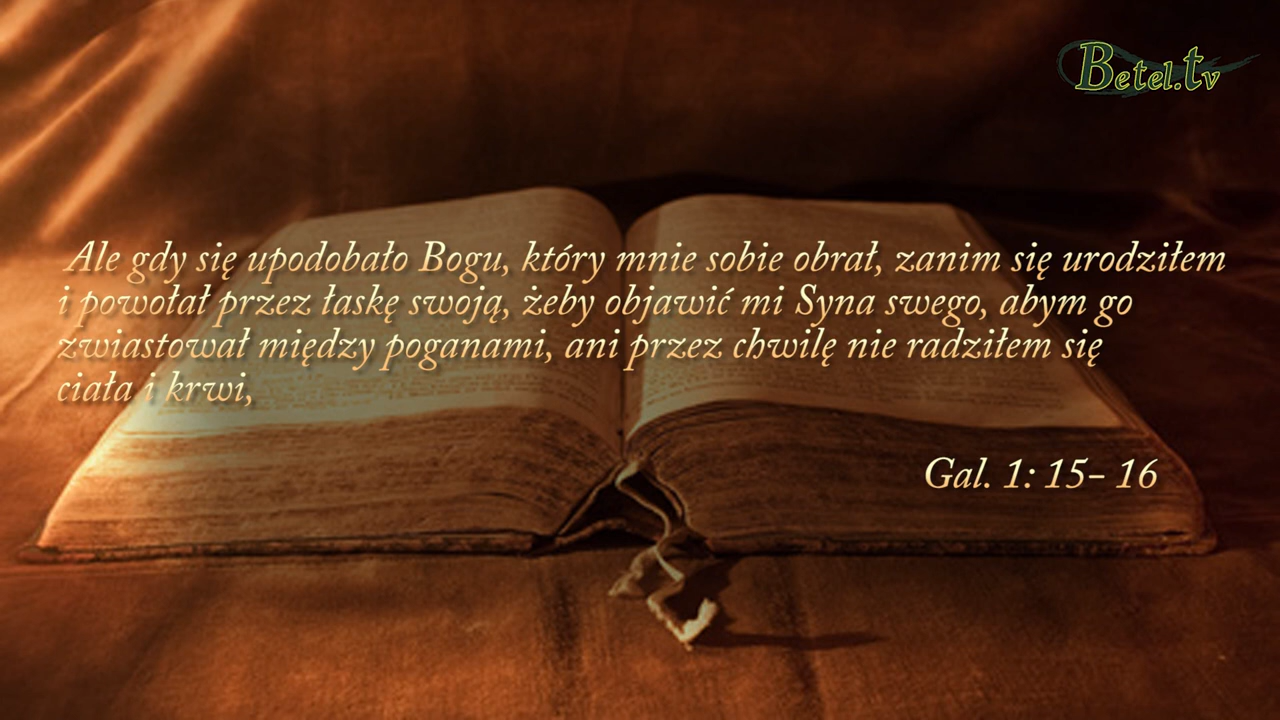 Betel.tv
Ale gdy się upodobało Bogu, który mnie sobie obrał, zanim się urodziłem
i powołał przez łaskę swoją, żeby objawić mi Syna swego, abym go
zwiastował między poganami, ani przez chwilę nie radziłem się
ciała i krwi,
Gal. 1: 15- 16